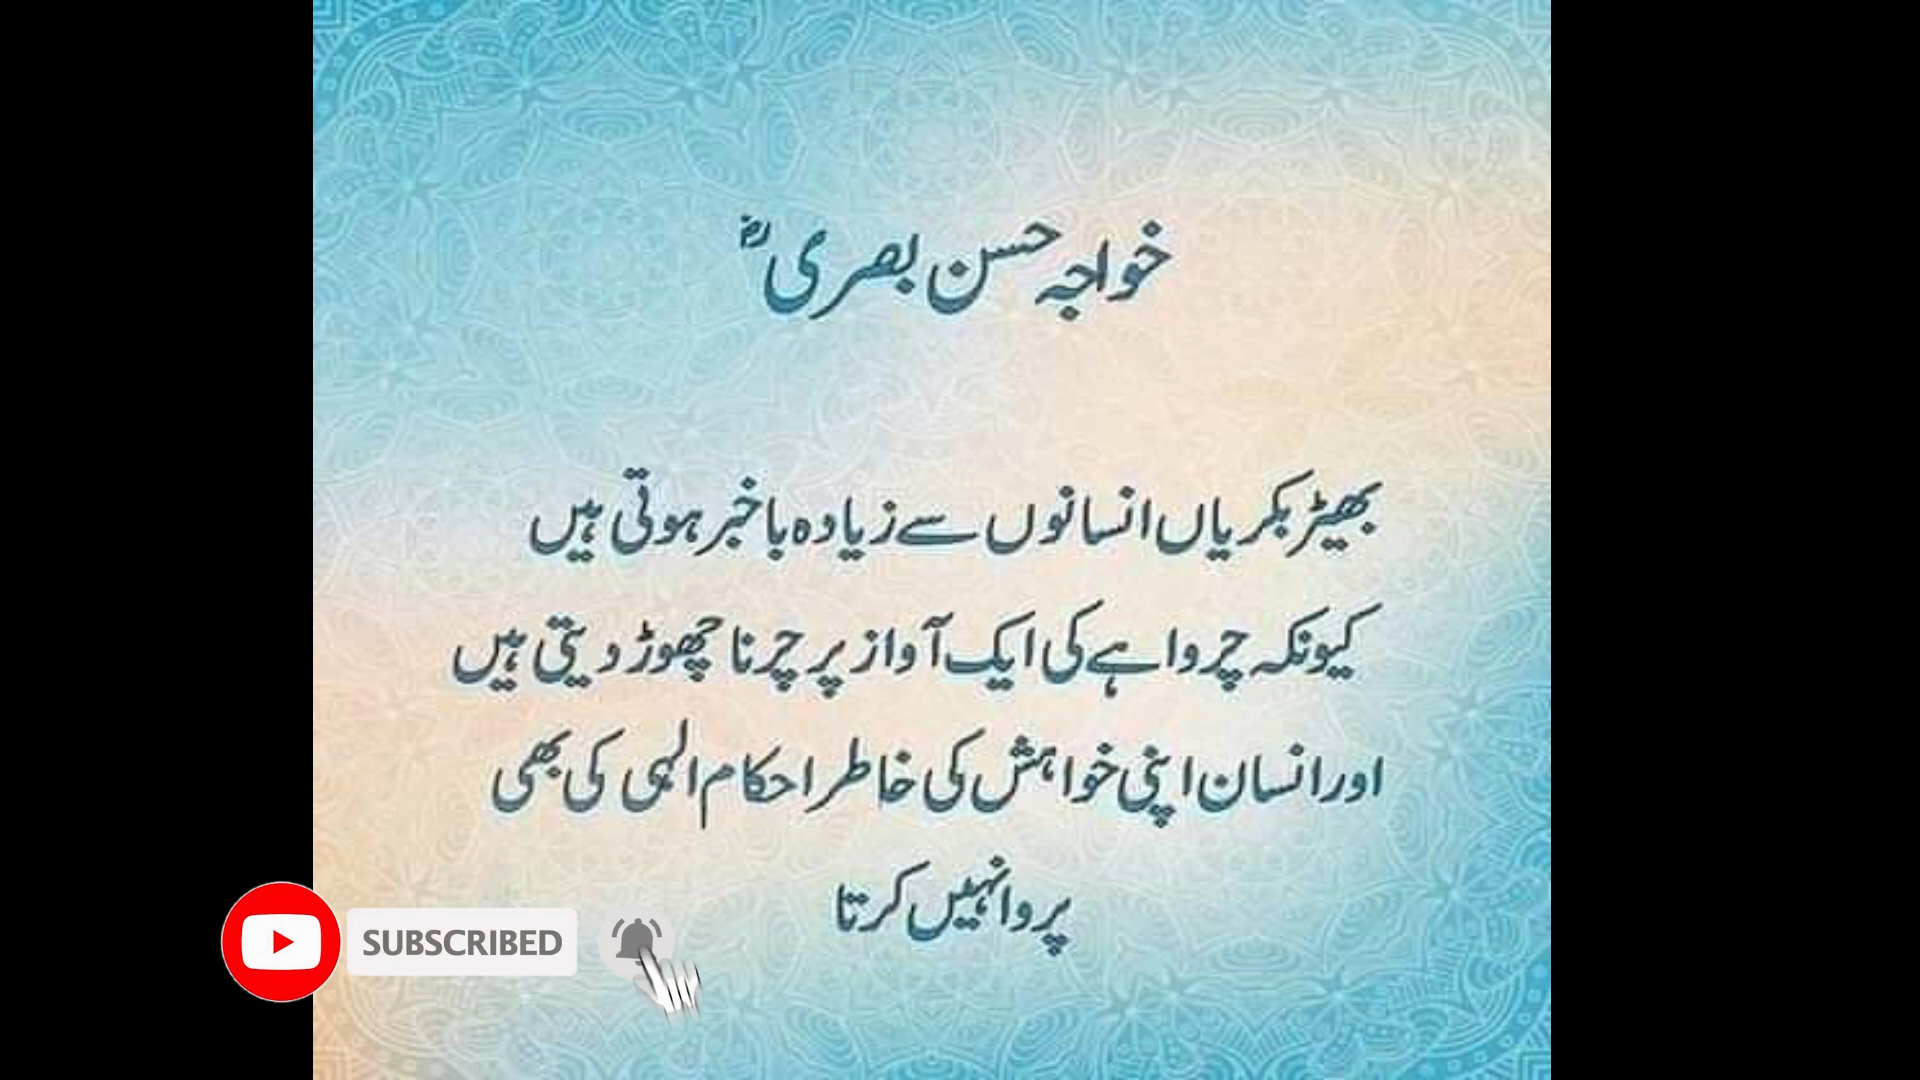 خواجہ حسن بصریؓ
بھیڑ بکریاں انسانوں سے زیادہ باخبر ہوتی ہیں
کیونکہ چرواہے کی ایک آواز پر چرنا چھوڑ دیتی ہیں
اور انسان اپنی خواہش کی خاطر احکام الٰہی کی بھی
پروا نہیں کرتا
SUBSCRIBED